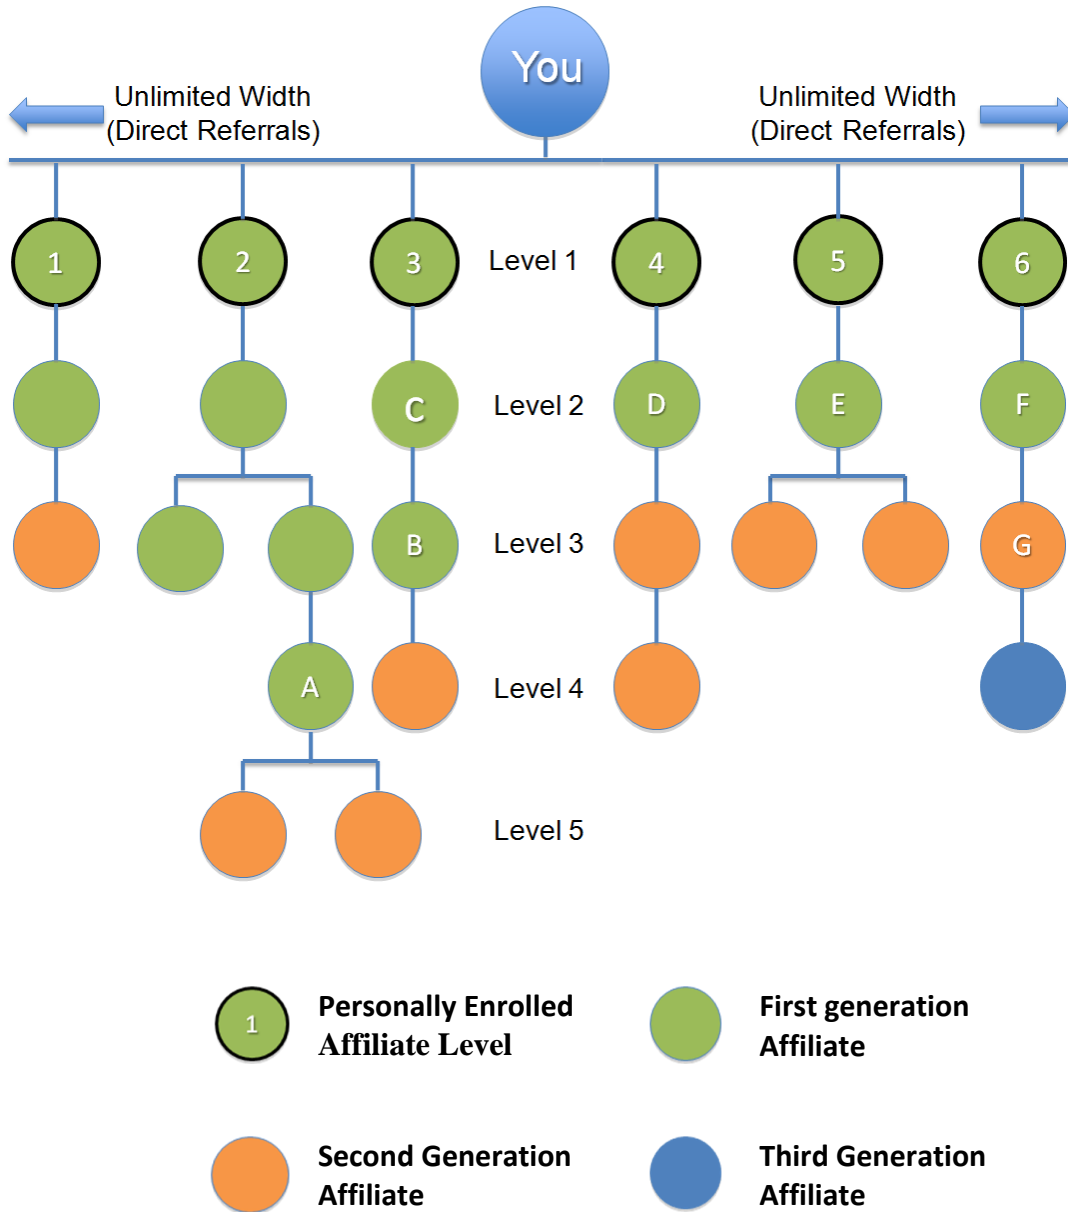 You
Unlimited Width
(Direct Referrals)
Unlimited Width
(Direct Referrals)
1
2
3
Level 1
4
5
6
C
Level 2
D
E
F
B
Level 3
G
A
Level 4
Level 5
1
Personally Enrolled
Affiliate Level
First generation
Affiliate
Second Generation
Affiliate
Third Generation
Affiliate